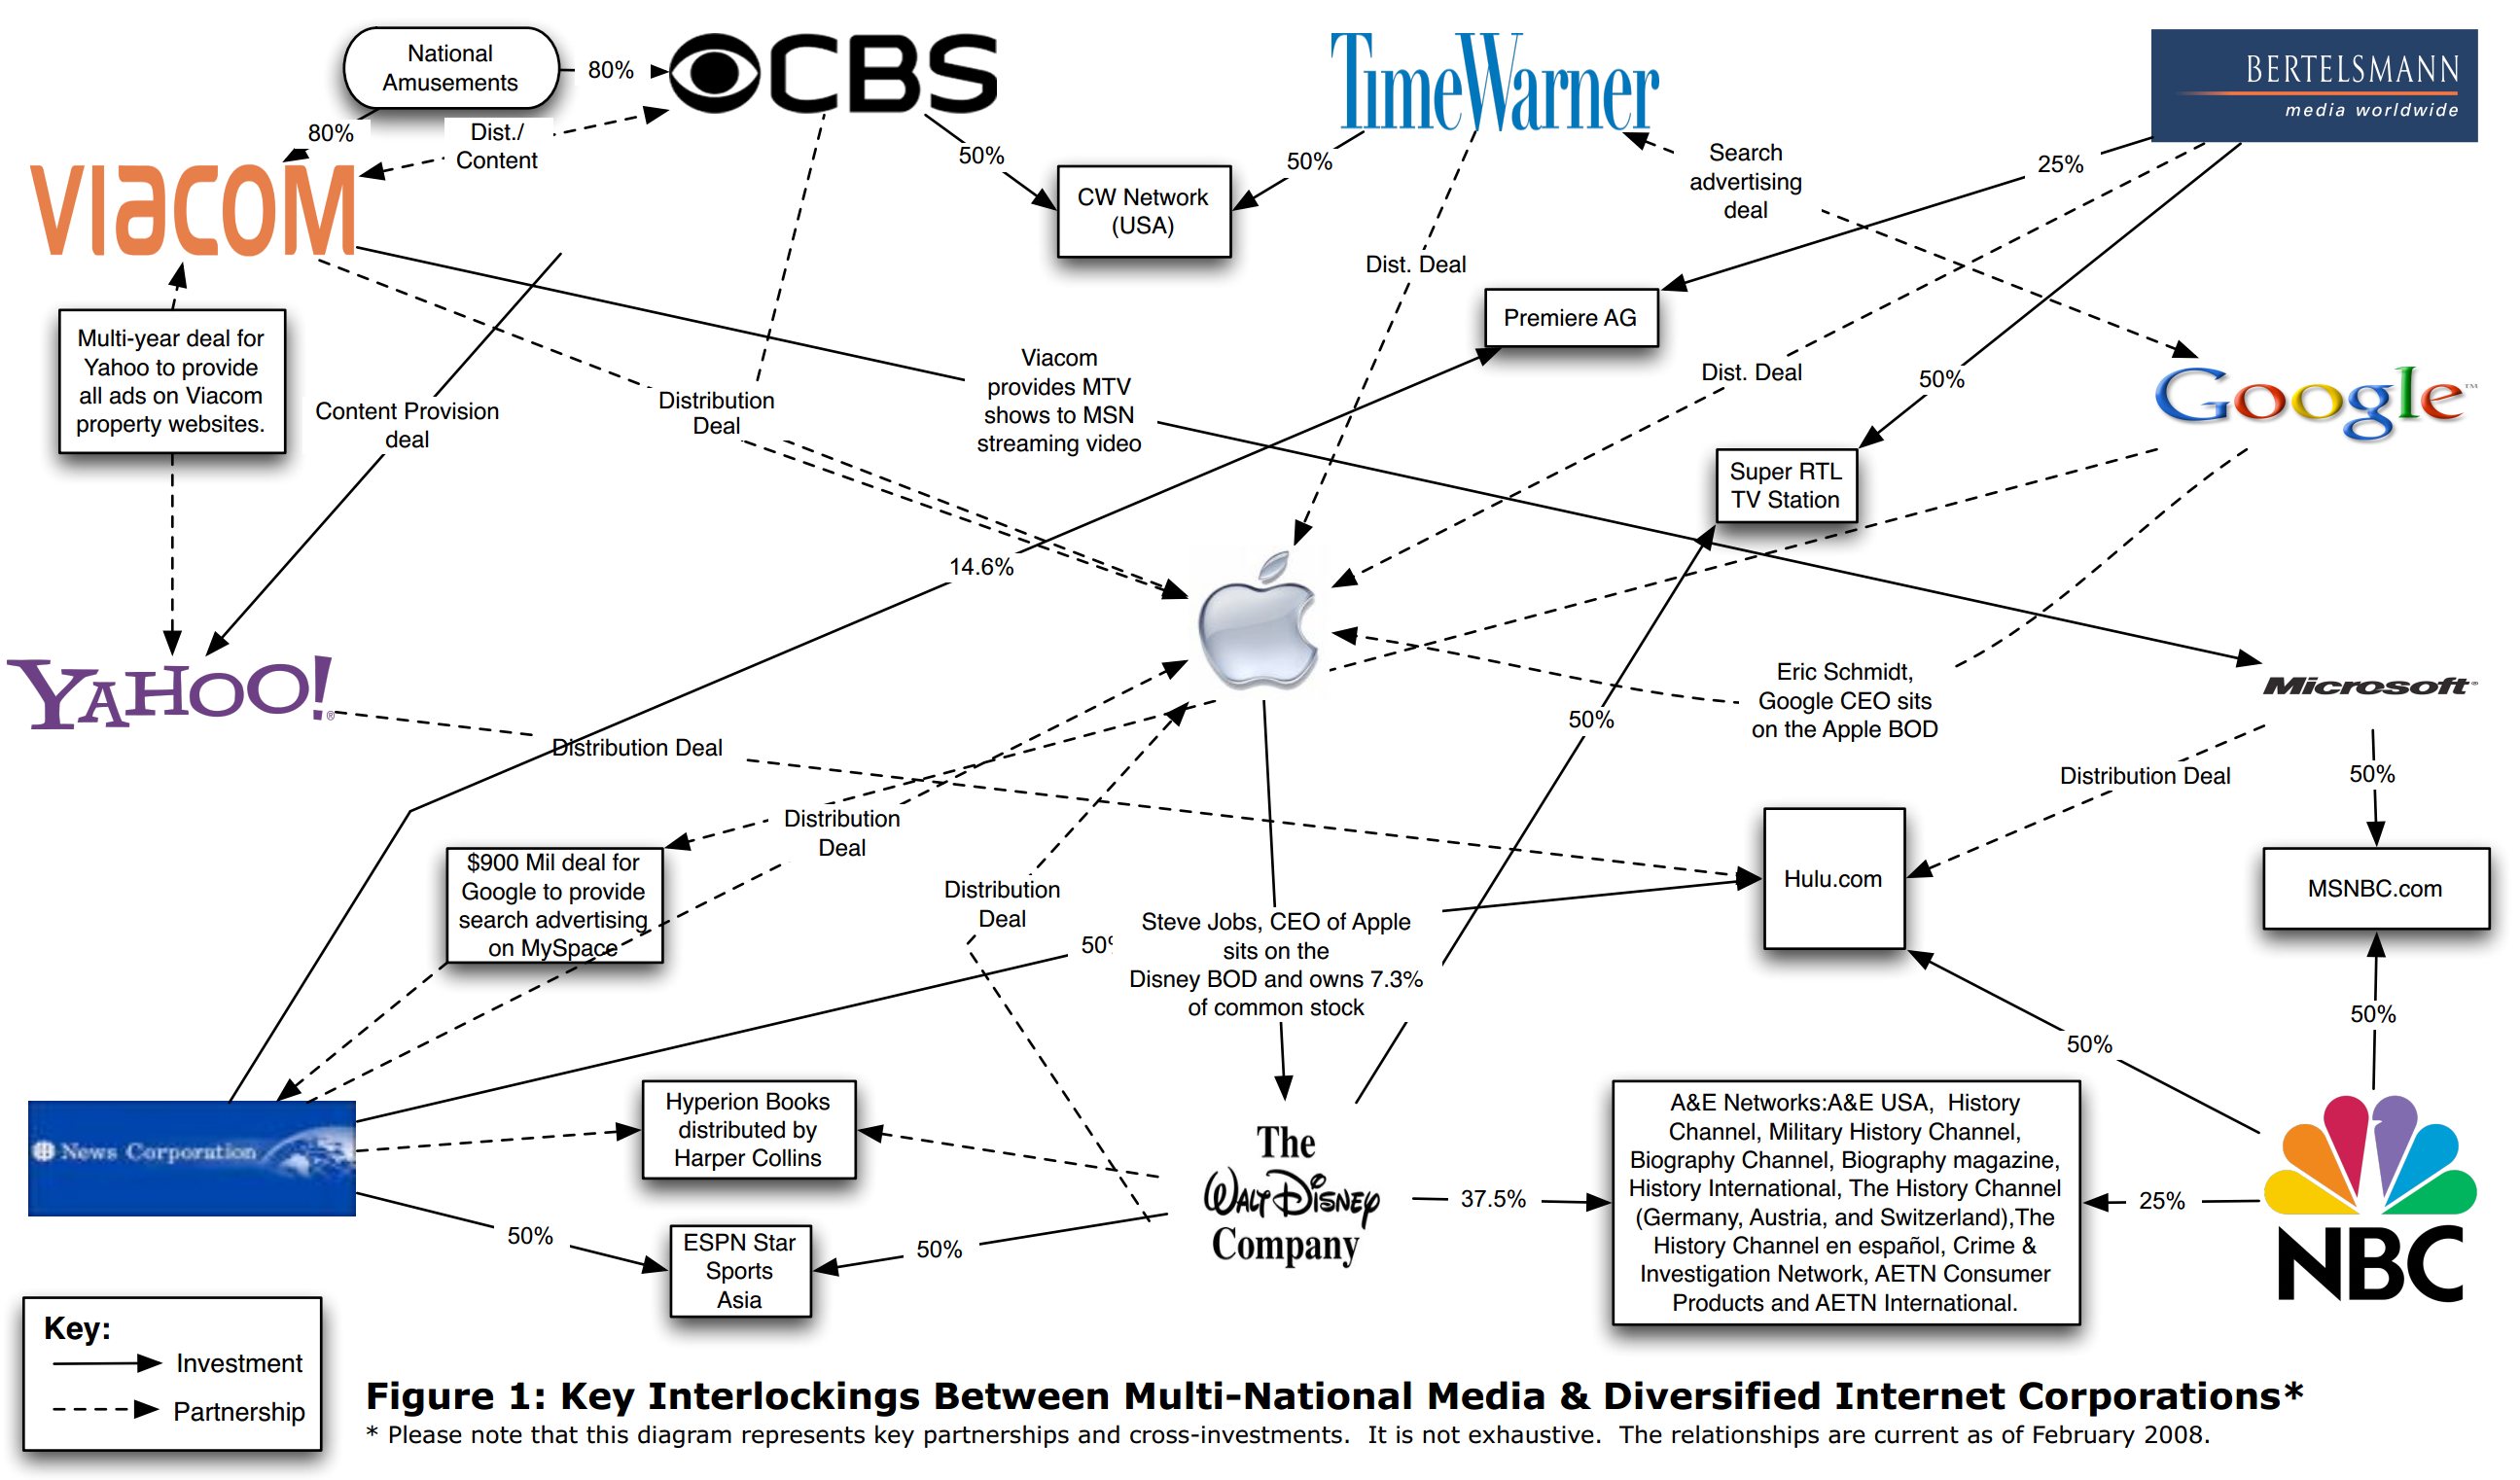 National
Amusements
80%
CBS
TimeWarner
BERTELSMANN
media worldwide
80%
Dist./
Content
VIACOM
50%
CW Network
(USA)
50%
Search
advertising
deal
25%
Dist. Deal
Premiere AG
Multi-year deal for
Yahoo to provide
all ads on Viacom
property websites.
Content Provision
deal
Distribution
Deal
Viacom
provides MTV
shows to MSN
streaming video
Dist. Deal
50%
Google™
Super RTL
TV Station
14.6%
YAHOO!®
Distribution Deal
50%
Eric Schmidt,
Google CEO sits
on the Apple BOD
Microsoft®
Distribution Deal
50%
Distribution
Deal
$900 Mil deal for
Google to provide
search advertising
on MySpace
Distribution
Deal
50%
Steve Jobs, CEO of Apple
sits on the
Disney BOD and owns 7.3%
of common stock
Hulu.com
MSNBC.com
50%
50%
News Corporation
Hyperion Books
distributed by
Harper Collins
The
WALT DISNEY
Company
37.5%
A&E Networks:A&E USA,  History
Channel, Military History Channel,
Biography Channel, Biography magazine,
History International, The History Channel
(Germany, Austria, and Switzerland),The
History Channel en español, Crime &
Investigation Network, AETN Consumer
Products and AETN International.
25%
NBC
50%
ESPN Star
Sports
Asia
50%
Key:
Investment
Partnership
Figure 1: Key Interlockings Between Multi-National Media & Diversified Internet Corporations*
* Please note that this diagram represents key partnerships and cross-investments.  It is not exhaustive.  The relationships are current as of February 2008.